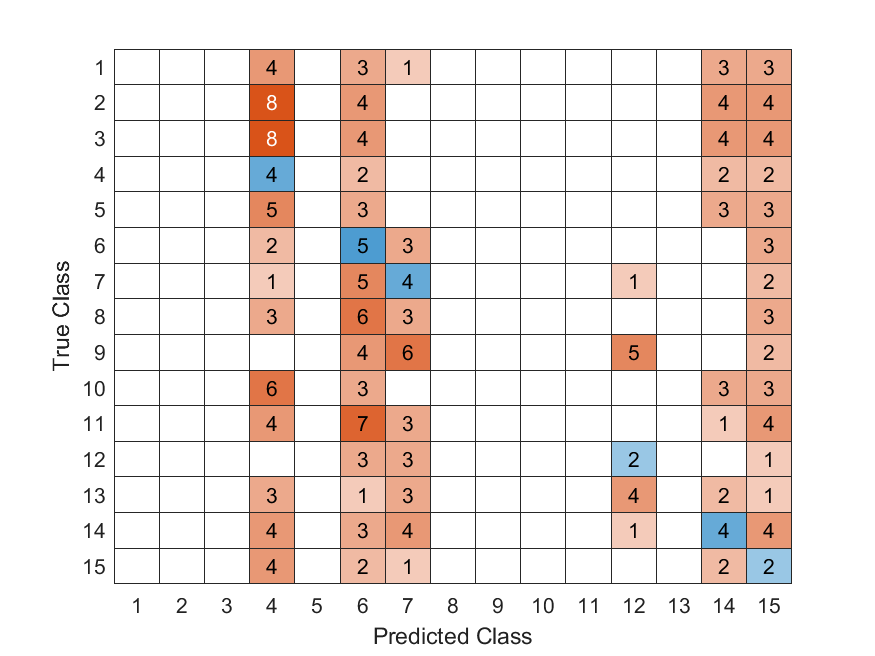 1 4 3 1 3 3
2 8 4 4 4
3 8 4 4 4
4 4 2 2 2
5 5 3 3 3
6 2 5 3 3
7 1 5 4 1 2
8 3 6 3 3
9 4 6 5 2
10 6 3 3 3
11 4 7 3 1 4
12 3 3 2 1
13 3 1 3 4 2 1
14 4 3 4 1 4 4
15 4 2 1 2 2
1 2 3 4 5 6 7 8 9 10 11 12 13 14 15
Predicted Class
True Class